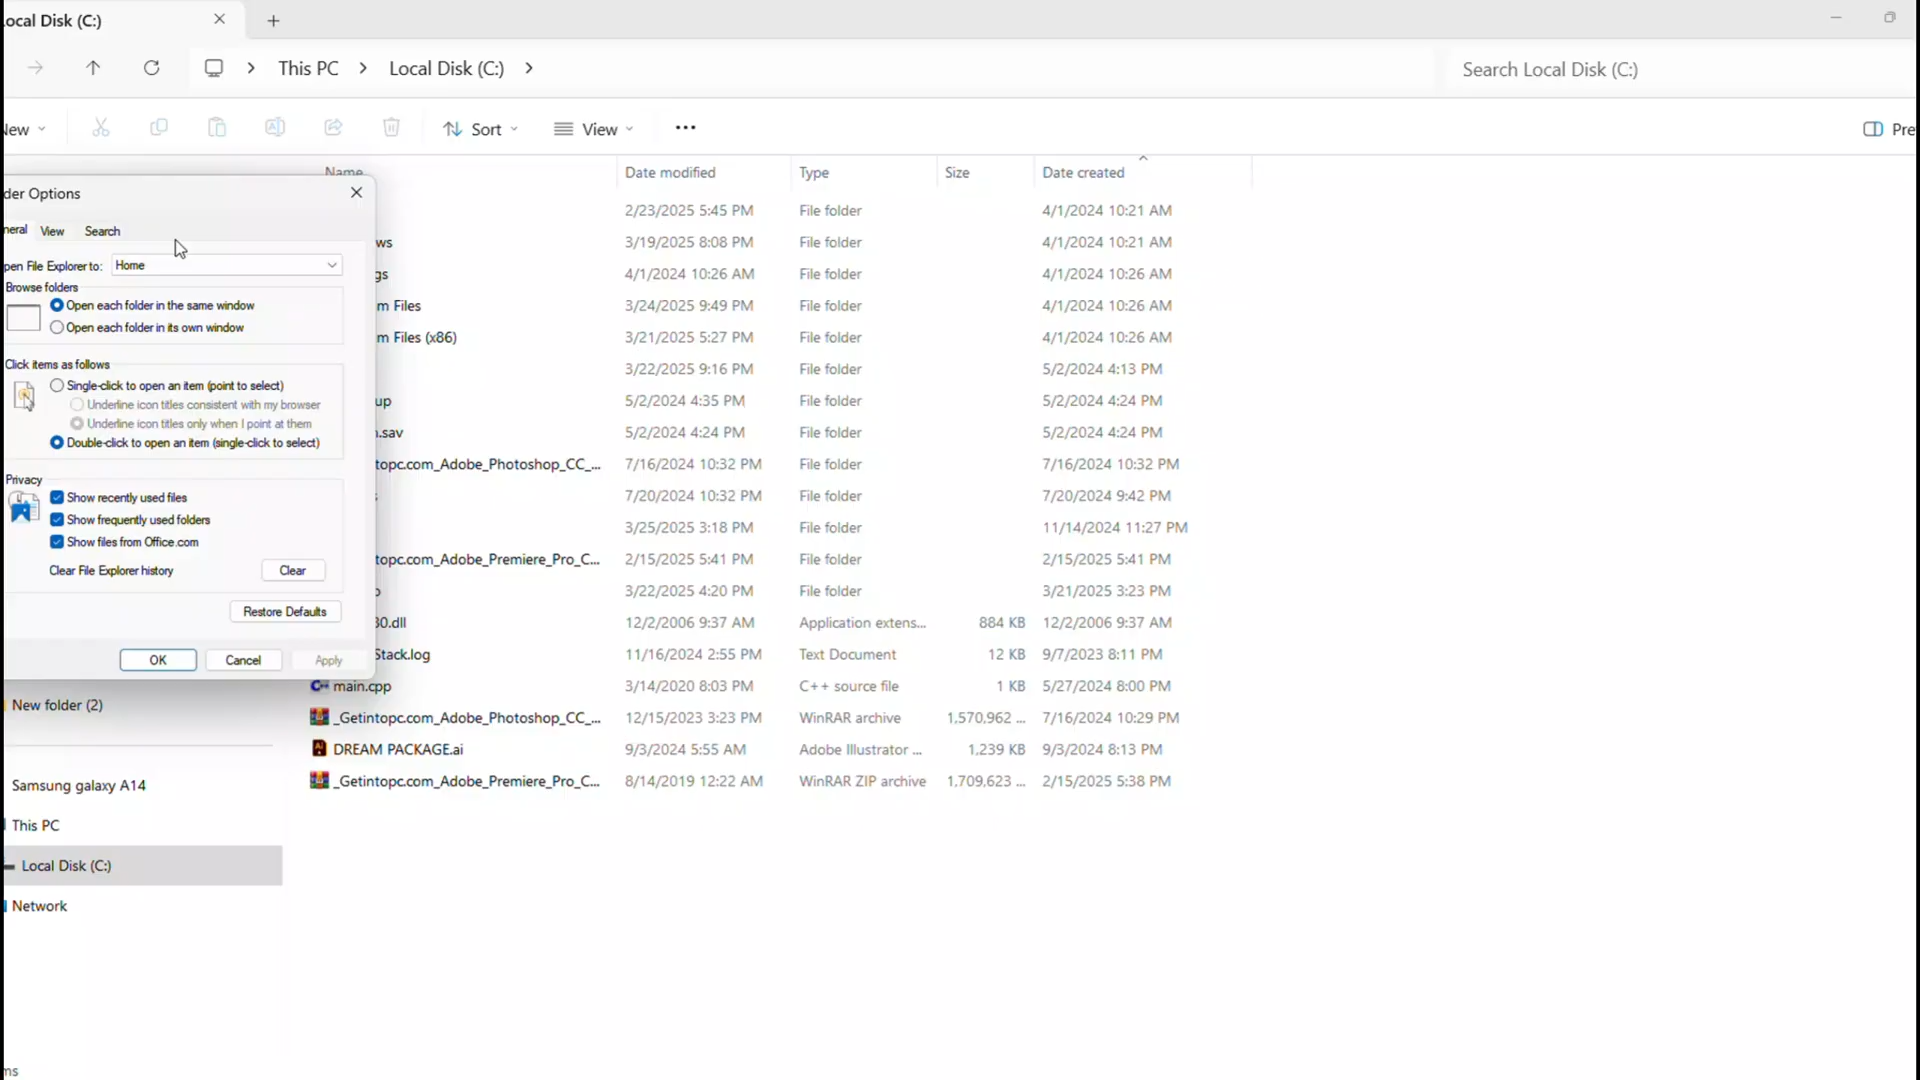 ocal Disk (C:)
This PC > Local Disk (C:) >
Search Local Disk (C:)
ew
Sort
View
Pre
Name
Date modified
Type
Size
Date created
der Options
neral
View
Search
pen File Explorer to:
Home
Browse folders
Open each folder in the same window
Open each folder in its own window
Click items as follows
Single-click to open an item (point to select)
Underline icon titles consistent with my browser
Underline icon titles only when I point at them
Double-click to open an item (single-click to select)
Privacy
Show recently used files
Show frequently used folders
Show files from Office.com
Clear File Explorer history
Clear
Restore Defaults
OK
Cancel
Apply
2/23/2025 5:45 PM File folder 4/1/2024 10:21 AM
ws 3/19/2025 8:08 PM File folder 4/1/2024 10:21 AM
gs 4/1/2024 10:26 AM File folder 4/1/2024 10:26 AM
m Files 3/24/2025 9:49 PM File folder 4/1/2024 10:26 AM
m Files (x86) 3/21/2025 5:27 PM File folder 4/1/2024 10:26 AM
3/22/2025 9:16 PM File folder 5/2/2024 4:13 PM
up 5/2/2024 4:35 PM File folder 5/2/2024 4:24 PM
.sav 5/2/2024 4:24 PM File folder 5/2/2024 4:24 PM
topc.com_Adobe_Photoshop_CC_... 7/16/2024 10:32 PM File folder 7/16/2024 10:32 PM
7/20/2024 10:32 PM File folder 7/20/2024 9:42 PM
3/25/2025 3:18 PM File folder 11/14/2024 11:27 PM
topc.com_Adobe_Premiere_Pro_C... 2/15/2025 5:41 PM File folder 2/15/2025 5:41 PM
3/22/2025 4:20 PM File folder 3/21/2025 3:23 PM
30.dll 12/2/2006 9:37 AM Application extens... 884 KB 12/2/2006 9:37 AM
Stack.log 11/16/2024 2:55 PM Text Document 12 KB 9/7/2023 8:11 PM
main.cpp 3/14/2020 8:03 PM C++ source file 1 KB 5/27/2024 8:00 PM
_Getintopc.com_Adobe_Photoshop_CC_... 12/15/2023 3:23 PM WinRAR archive 1,570,962 ... 7/16/2024 10:29 PM
DREAM PACKAGE.ai 9/3/2024 5:55 AM Adobe Illustrator ... 1,239 KB 9/3/2024 8:13 PM
_Getintopc.com_Adobe_Premiere_Pro_C... 8/14/2019 12:22 AM WinRAR ZIP archive 1,709,623 ... 2/15/2025 5:38 PM
New folder (2)
Samsung galaxy A14
This PC
Local Disk (C:)
Network
ms